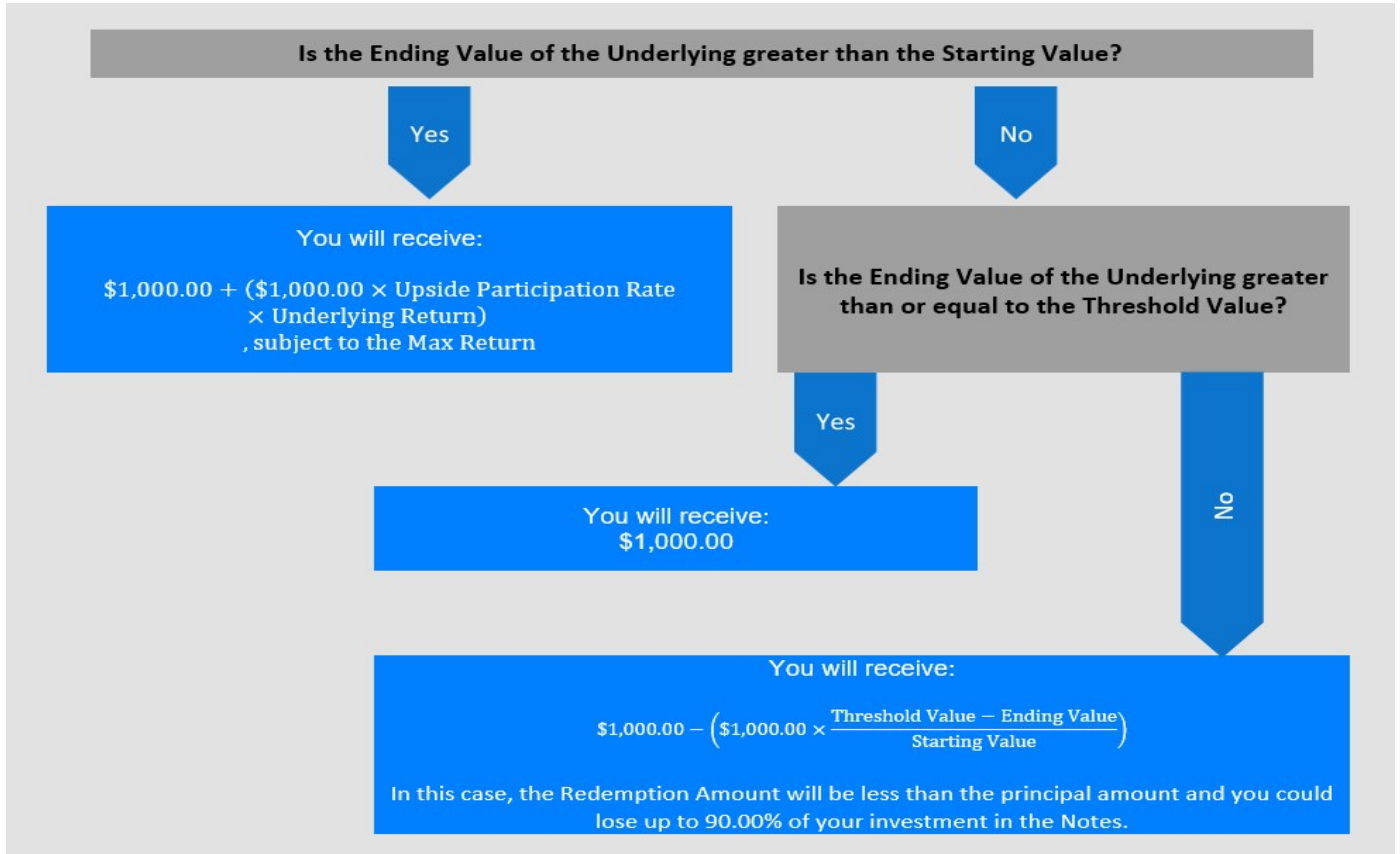 Is the Ending Value of the Underlying greater than the Starting Value?
Yes
No
You will receive:
$1,000.00 + ($1,000.00 × Upside Participation Rate
× Underlying Return)
, subject to the Max Return
Is the Ending Value of the Underlying greater
than or equal to the Threshold Value?
Yes
No
You will receive:
$1,000.00
You will receive:
$1,000.00 − ($1,000.00 × (Threshold Value − Ending Value) / Starting Value)
In this case, the Redemption Amount will be less than the principal amount and you could
lose up to 90.00% of your investment in the Notes.